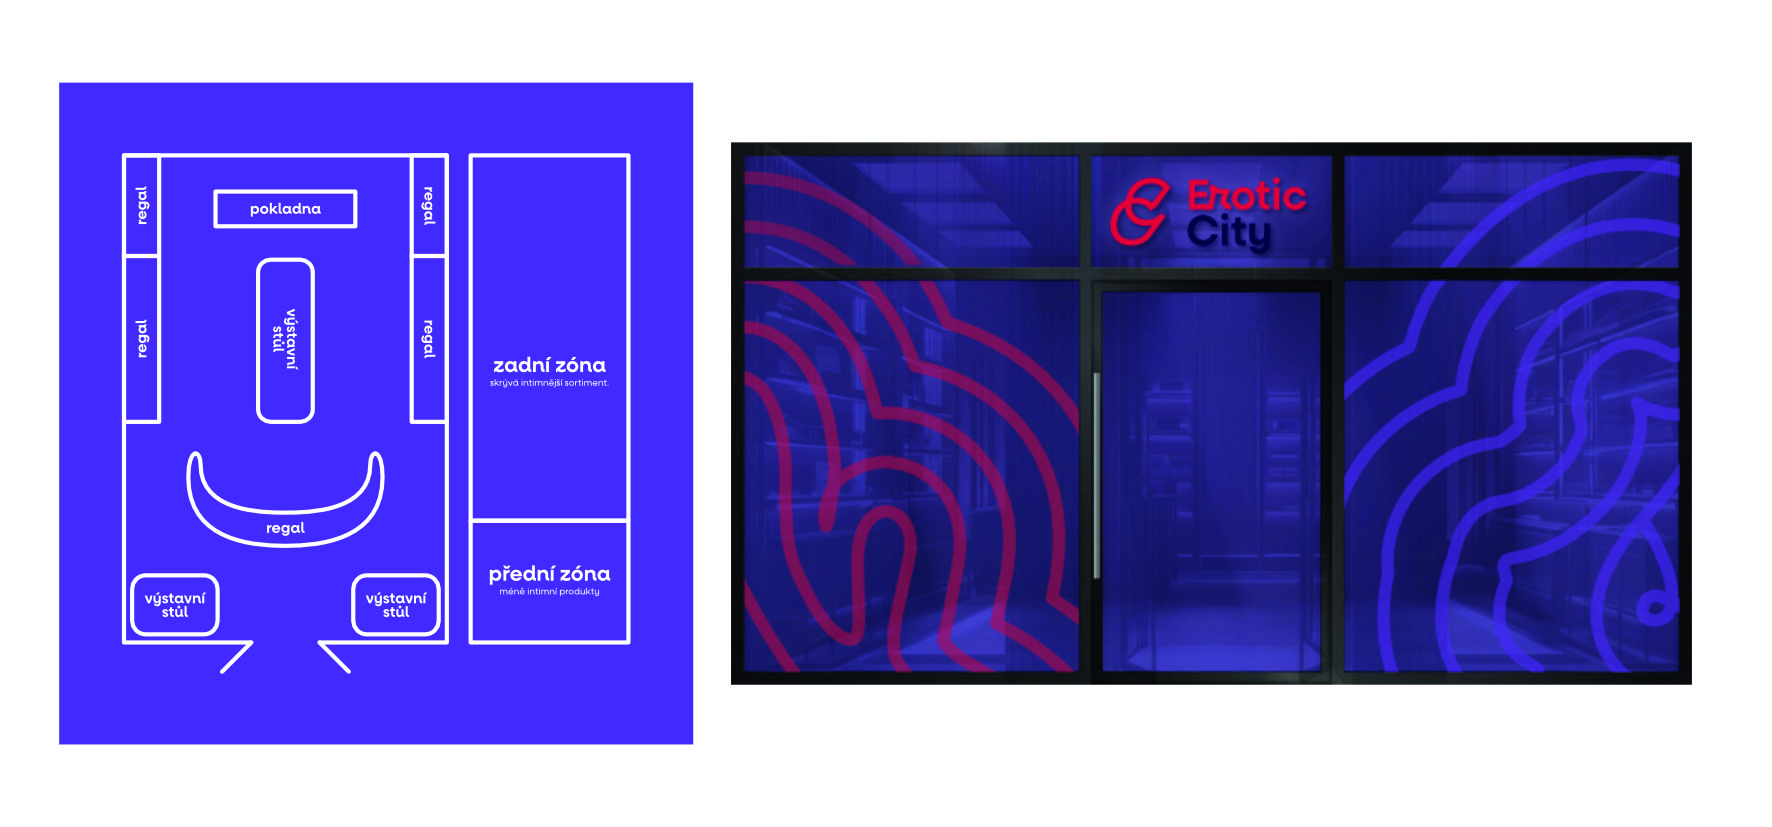 regal
pokladna
regal
regal
výstavní
stůl
regal
regal
výstavní
stůl
výstavní
stůl
zadní zóna
skrývá intimnější sortiment.
přední zóna
méně intimní produkty
Erotic
City